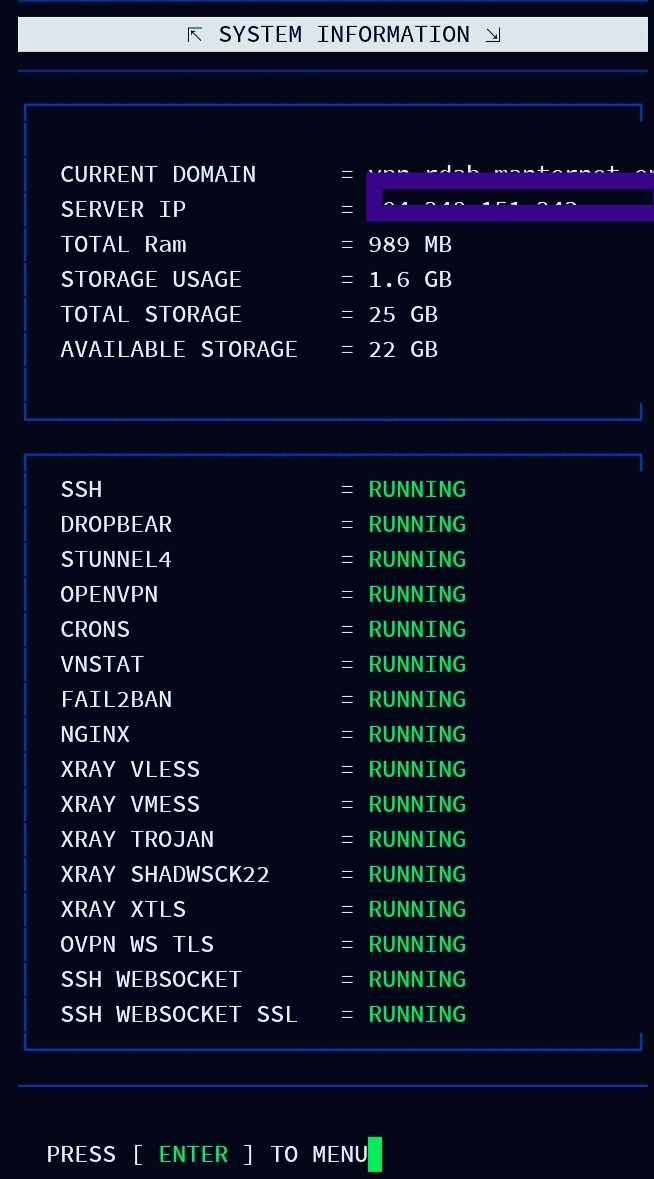 ⇱ SYSTEM INFORMATION ⇲
CURRENT DOMAIN =
SERVER IP =
TOTAL Ram = 989 MB
STORAGE USAGE = 1.6 GB
TOTAL STORAGE = 25 GB
AVAILABLE STORAGE = 22 GB
SSH = RUNNING
DROPBEAR = RUNNING
STUNNEL4 = RUNNING
OPENVPN = RUNNING
CRONS = RUNNING
VNSTAT = RUNNING
FAIL2BAN = RUNNING
NGINX = RUNNING
XRAY VLESS = RUNNING
XRAY VMESS = RUNNING
XRAY TROJAN = RUNNING
XRAY SHADWSCK22 = RUNNING
XRAY XTLS = RUNNING
OVPN WS TLS = RUNNING
SSH WEBSOCKET = RUNNING
SSH WEBSOCKET SSL = RUNNING
PRESS [ ENTER ] TO MENU